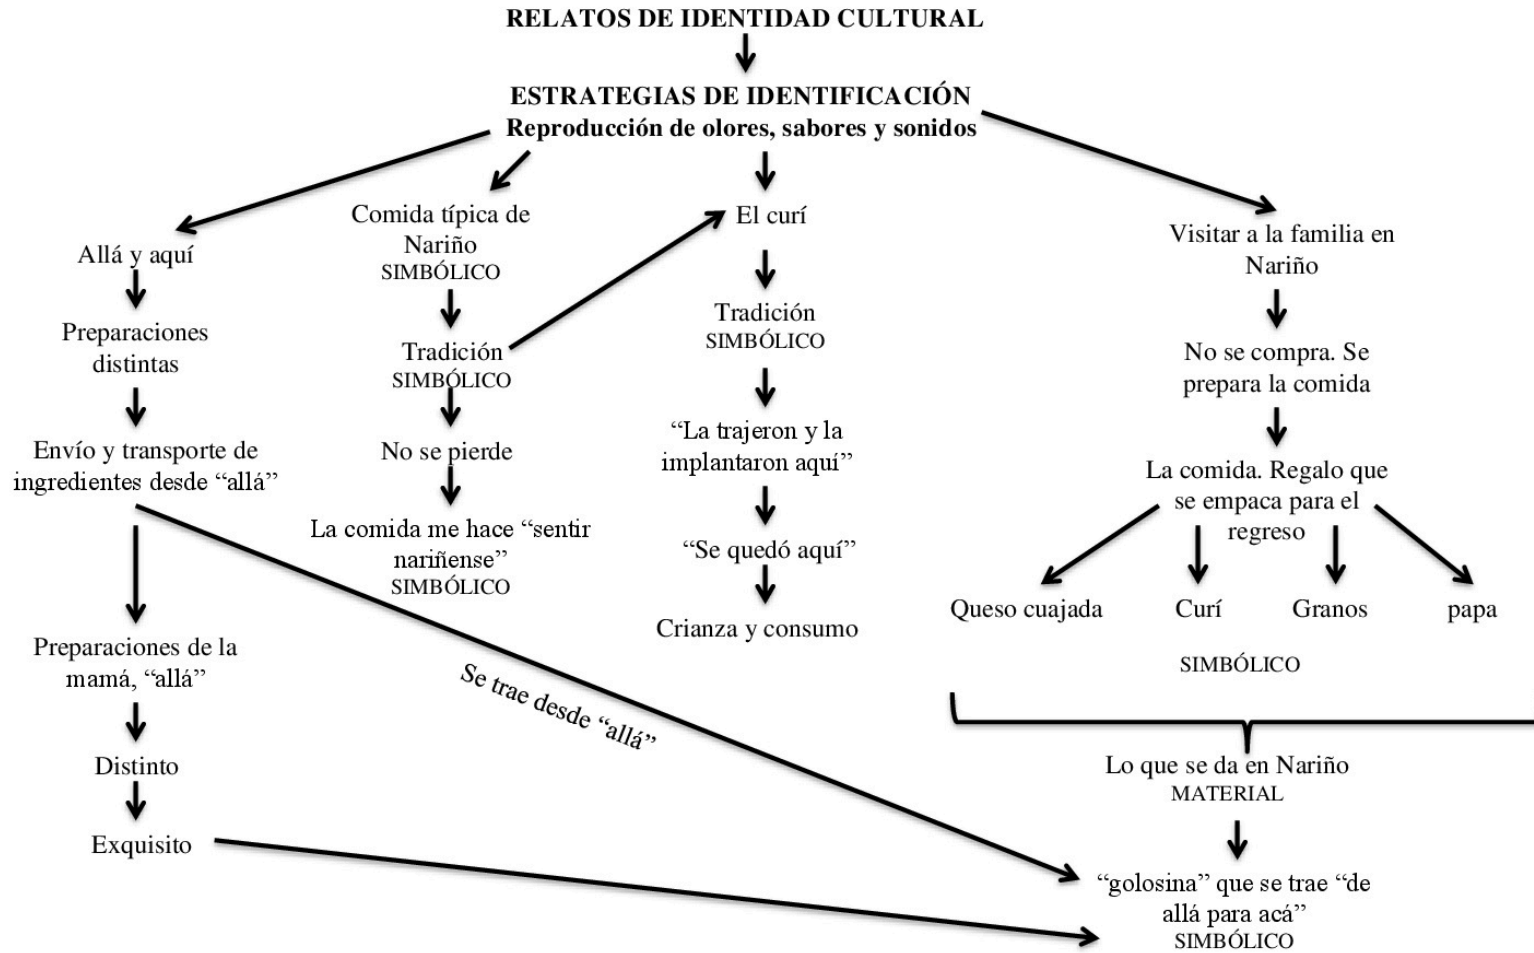 RELATOS DE IDENTIDAD CULTURAL
ESTRATEGIAS DE IDENTIFICACIÓN
Reproducción de olores, sabores y sonidos
Allá y aquí
Preparaciones
distintas
Envío y transporte de
ingredientes desde “allá”
Preparaciones de la
mamá, “allá”
Distinto
Exquisito
Comida típica de
Nariño
SIMBÓLICO
Tradición
SIMBÓLICO
No se pierde
La comida me hace “sentir
nariñense”
SIMBÓLICO
El curí
Tradición
SIMBÓLICO
“La trajeron y la
implantaron aquí”
“Se quedó aquí”
Crianza y consumo
Se trae desde “allá”
Visitar a la familia en
Nariño
No se compra. Se
prepara la comida
La comida. Regalo que
se empaca para el
regreso
Queso cuajada
Curí
Granos
papa
SIMBÓLICO
Lo que se da en Nariño
MATERIAL
“golosina” que se trae “de
allá para acá”
SIMBÓLICO